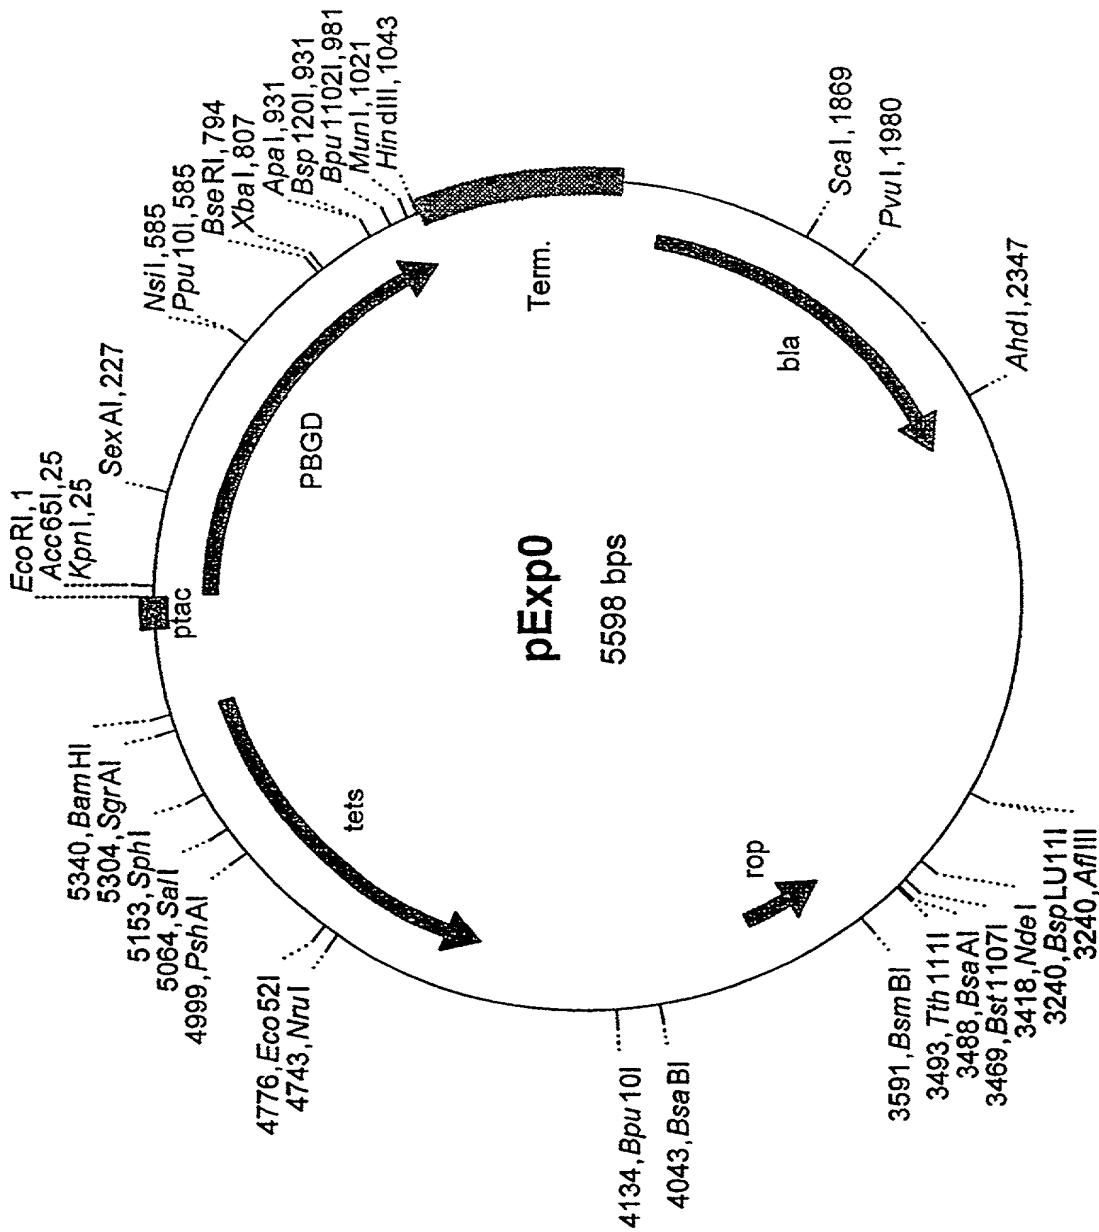 EcoRI,1
Acc65I,25
KpnI,25
SexAI,227
NsiI,585
Ppu10I,585
BseRI,794
XbaI,807
ApaI,931
Bsp120I,931
Bpu1102I,981
MunI,1021
HindIII,1043
ScaI,1869
PvuI,1980
AhdI,2347
3240,AflIII
3240,BspLU11I
3418,NdeI
3469,Bst1107I
3488,BsaAI
3493,Tth111I
3591,BsmBI
4043,BsaBI
4134,Bpu10I
4743,NruI
4776,Eco52I
4999,PshAI
5064,SalI
5153,SphI
5304,SgrAI
5340,BamHI
ptac
PBGD
Term.
bla
rop
tets
pExp0
5598 bps